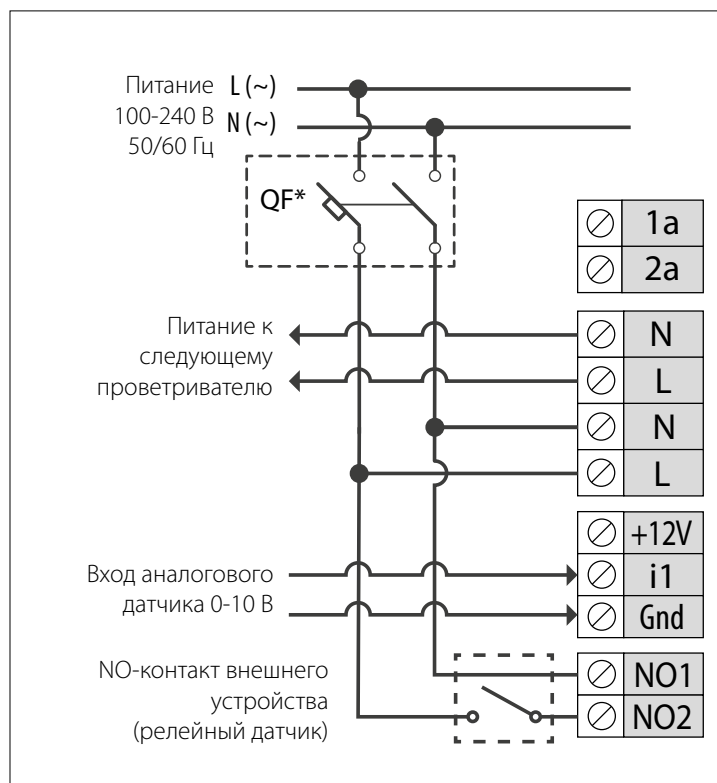 Питание L (~)
100-240 В N (~)
50/60 Гц
QF*
1a
2a
Питание к
следующему
проветривателю
N
L
N
L
+12V
Вход аналогового
датчика 0-10 В
i1
Gnd
NO-контакт внешнего
устройства
(релейный датчик)
NO1
NO2